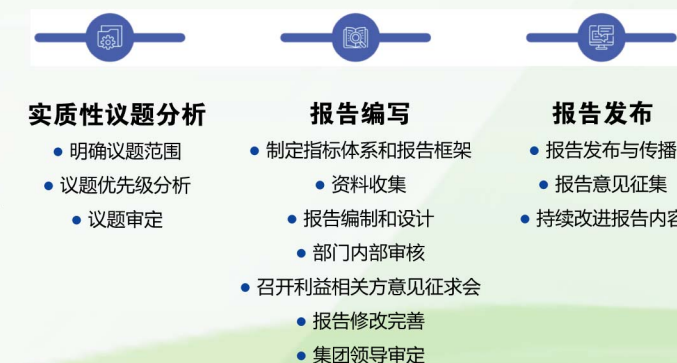 实质性议题分析
• 明确议题范围
• 议题优先级分析
• 议题审定
报告编写
• 制定指标体系和报告框架
• 资料收集
• 报告编制和设计
• 部门内部审核
• 召开利益相关方意见征求会
• 报告修改完善
• 集团领导审定
报告发布
• 报告发布与传播
• 报告意见征集
• 持续改进报告内容